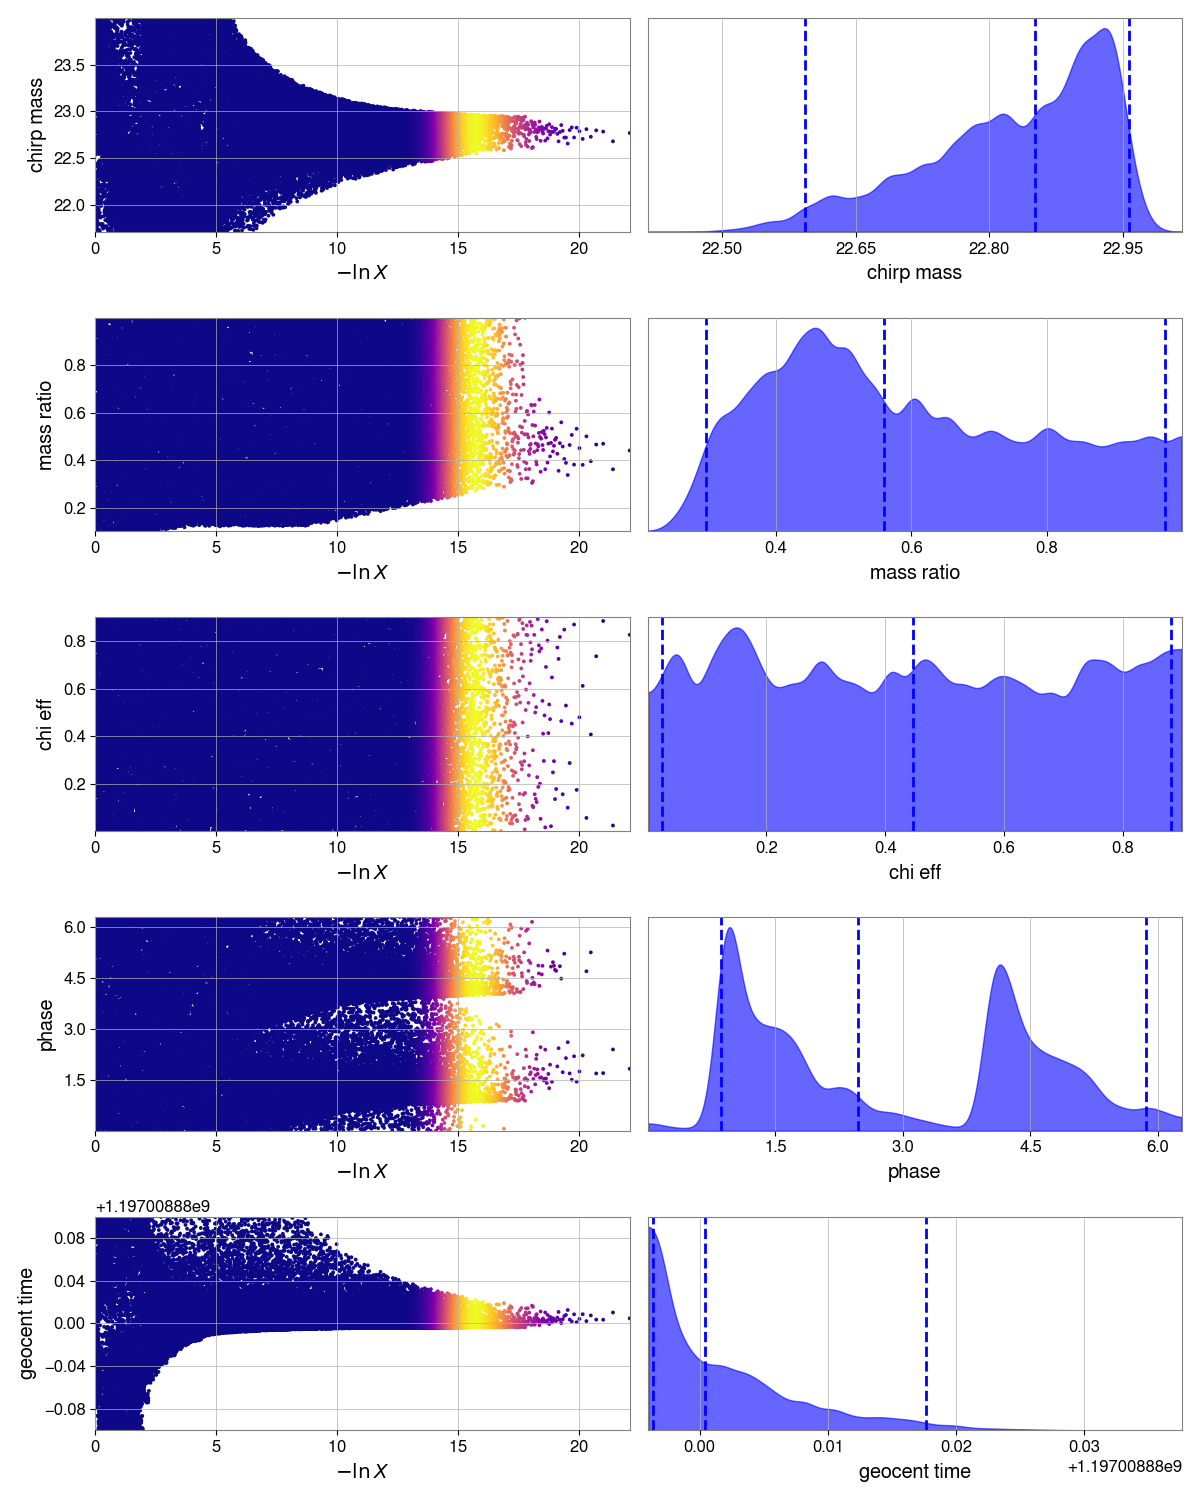 23.5
23.0
22.5
22.0
chirp mass
0 5 10 15 20
−ln X
22.50 22.65 22.80 22.95
chirp mass
0.8
0.6
0.4
0.2
mass ratio
0 5 10 15 20
−ln X
0.4 0.6 0.8
mass ratio
0.8
0.6
0.4
0.2
chi eff
0 5 10 15 20
−ln X
0.2 0.4 0.6 0.8
chi eff
6.0
4.5
3.0
1.5
phase
0 5 10 15 20
−ln X
1.5 3.0 4.5 6.0
phase
+1.19700888e9
0.08
0.04
0.00
−0.04
−0.08
geocent time
0 5 10 15 20
−ln X
0.00 0.01 0.02 0.03
geocent time
+1.19700888e9